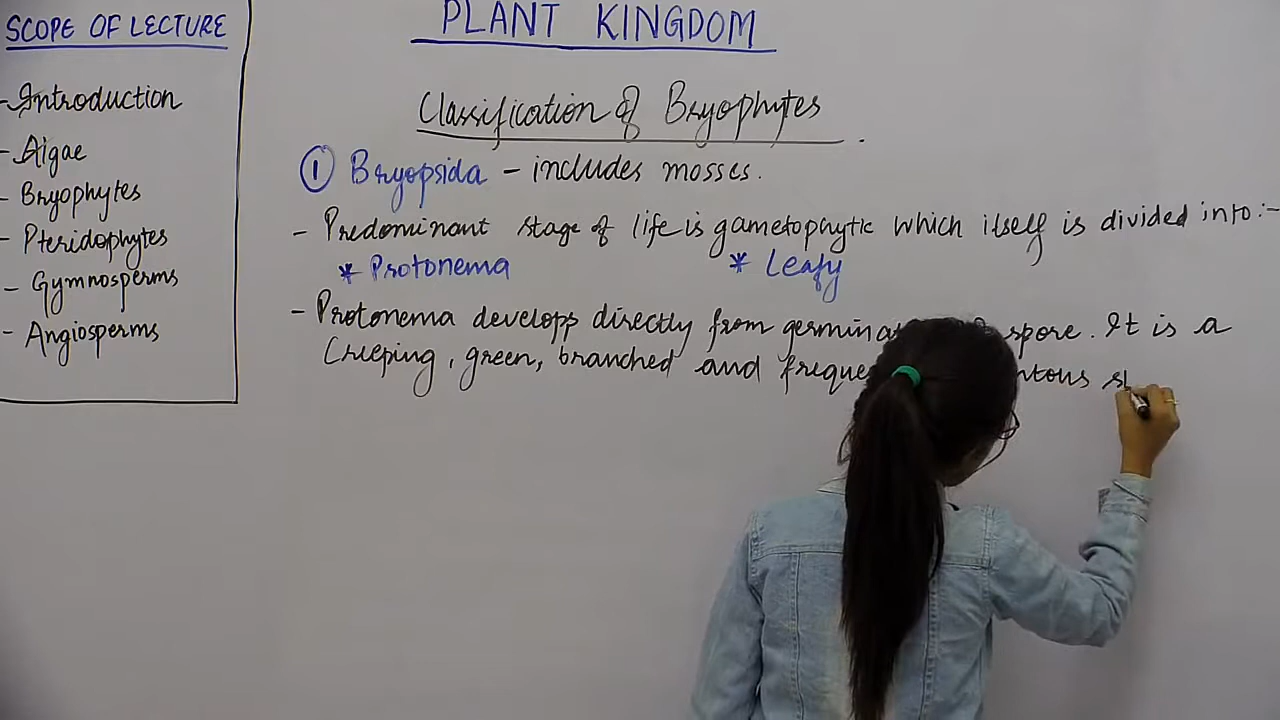 SCOPE OF LECTURE
- Introduction
- Algae
- Bryophytes
- Pteridophytes
- Gymnosperms
- Angiosperms
PLANT KINGDOM
Classification of Bryophytes
① Bryopsida - includes mosses.
- Predominant stage of life is gametophytic which itself is divided into:-
* Protonema * Leafy
- Protonema develops directly from spore. It is a
Creeping, green, branched and